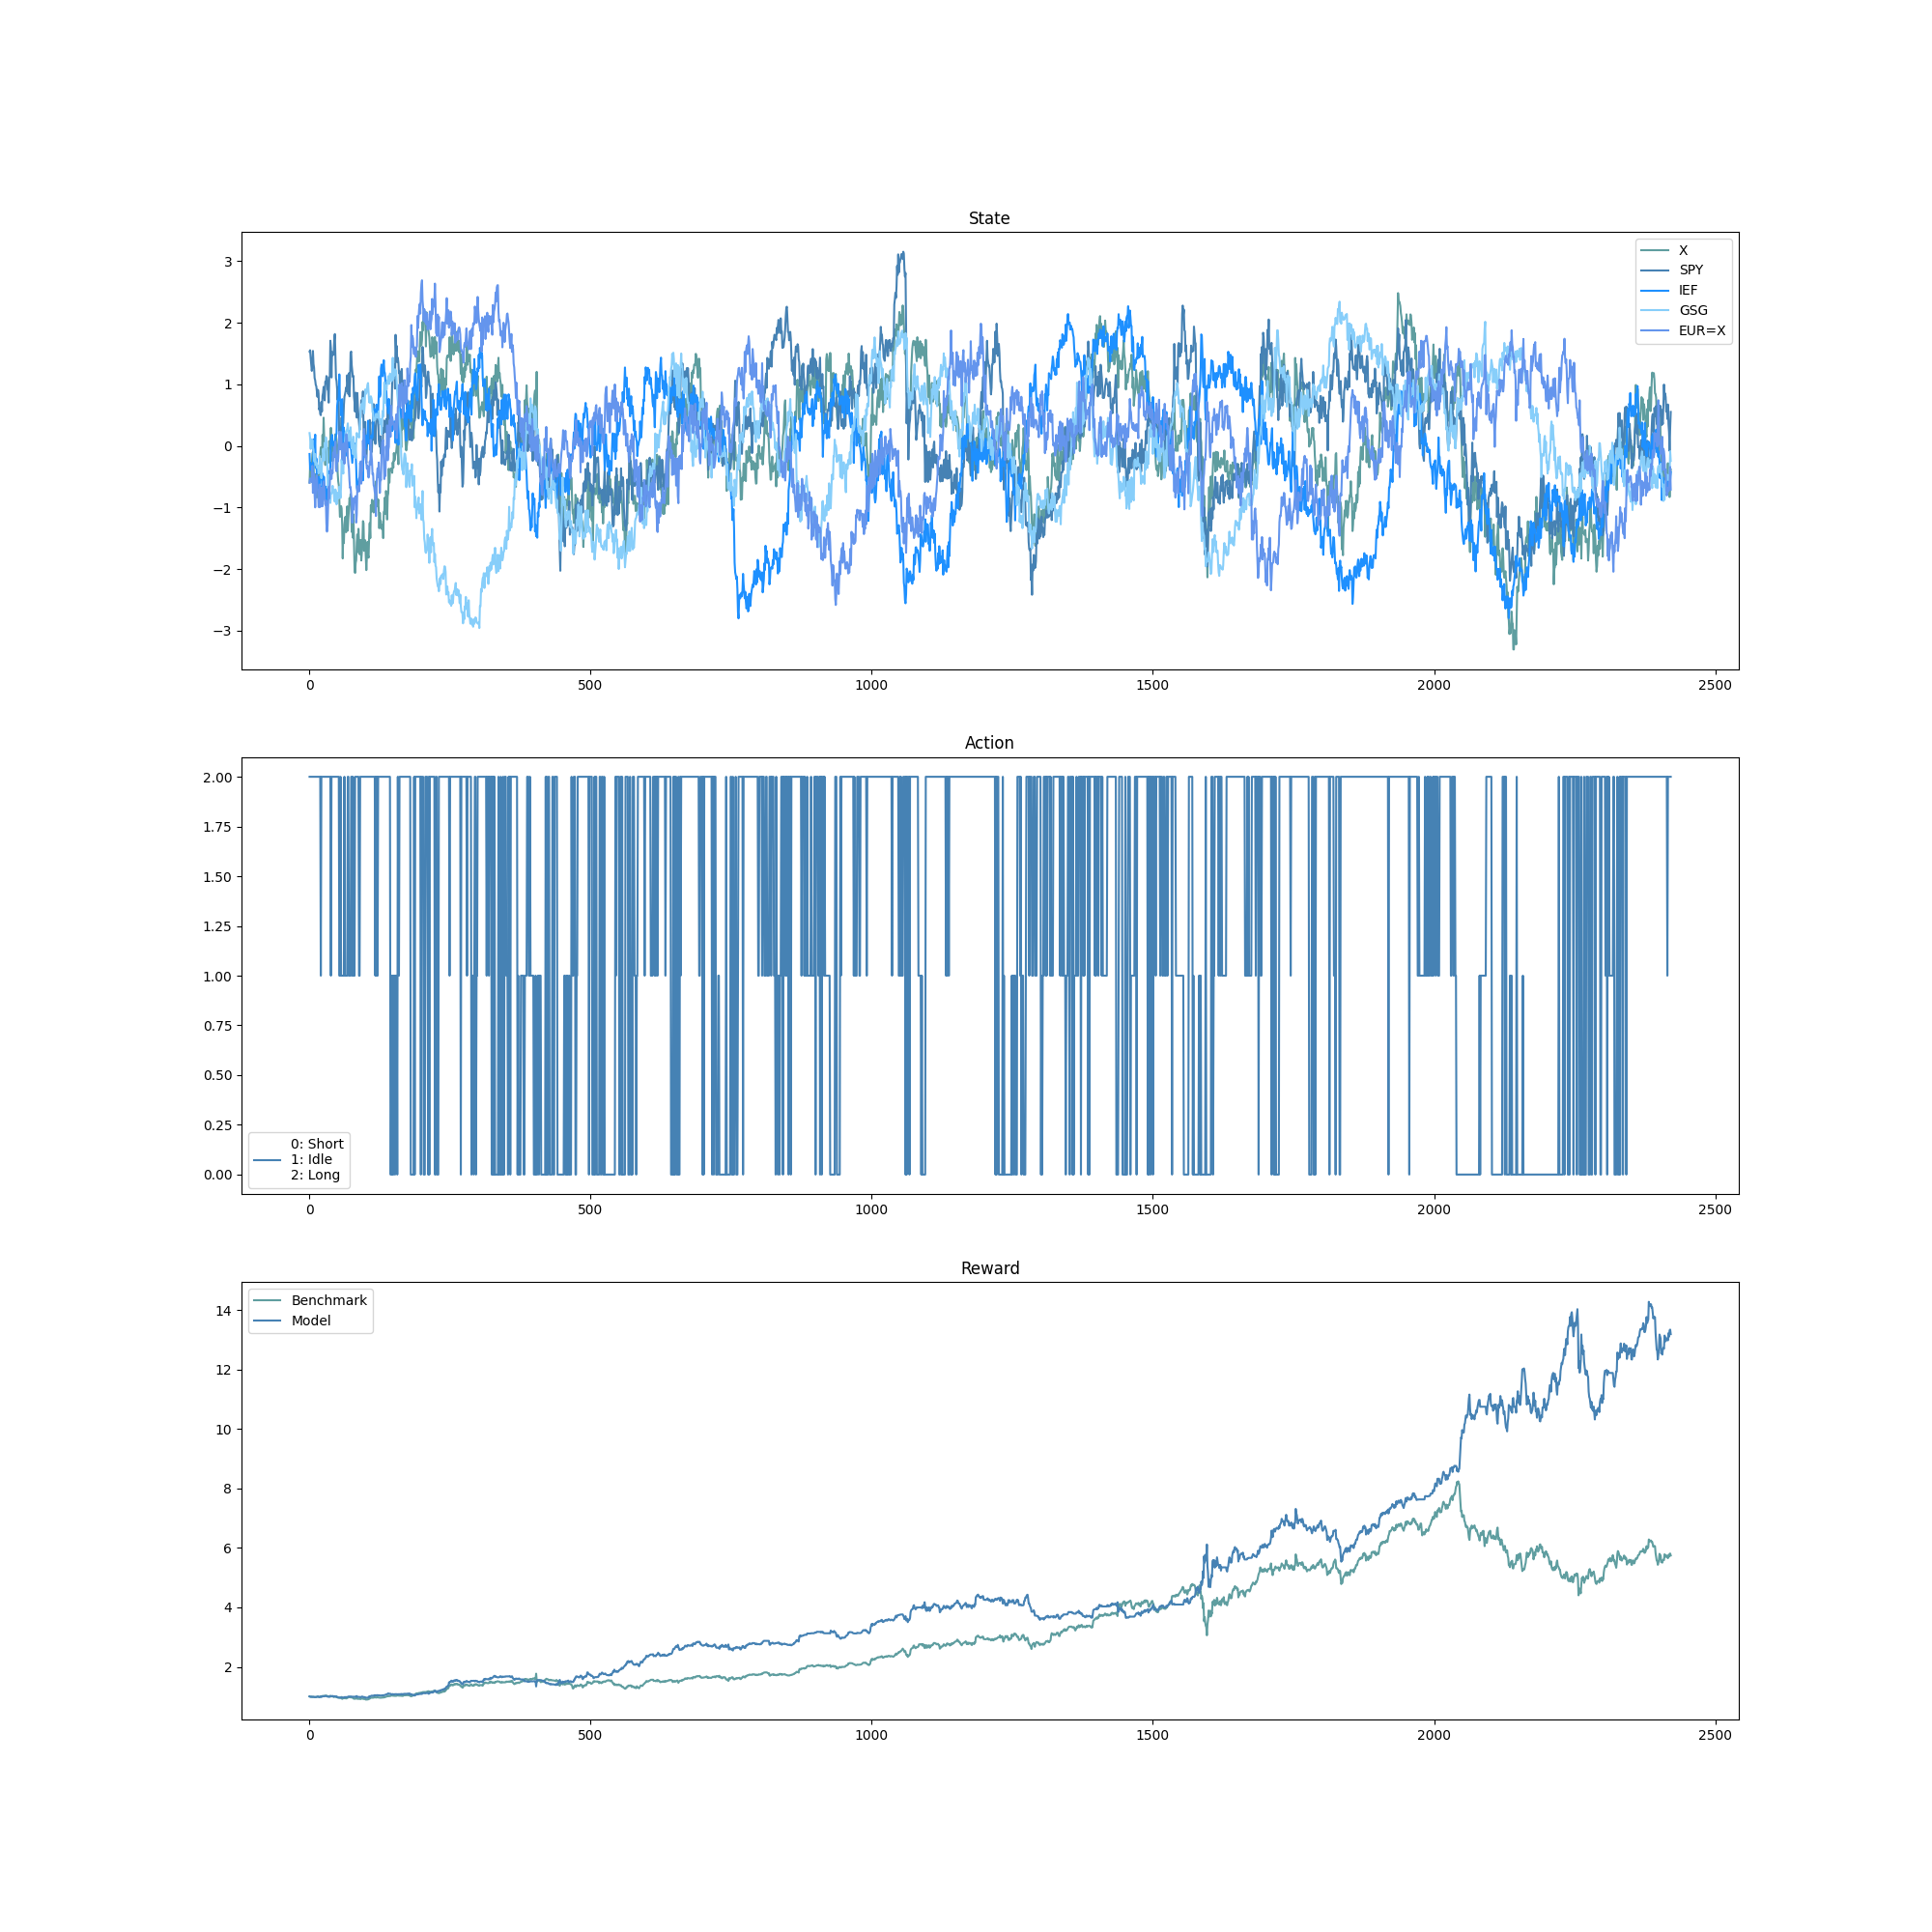 State
3
2
1
0
−1
−2
−3
X
SPY
IEF
GSG
EUR=X
0 500 1000 1500 2000 2500
Action
2.00
1.75
1.50
1.25
1.00
0.75
0.50
0.25
0.00
0: Short
1: Idle
2: Long
0 500 1000 1500 2000 2500
Reward
14
12
10
8
6
4
2
Benchmark
Model
0 500 1000 1500 2000 2500